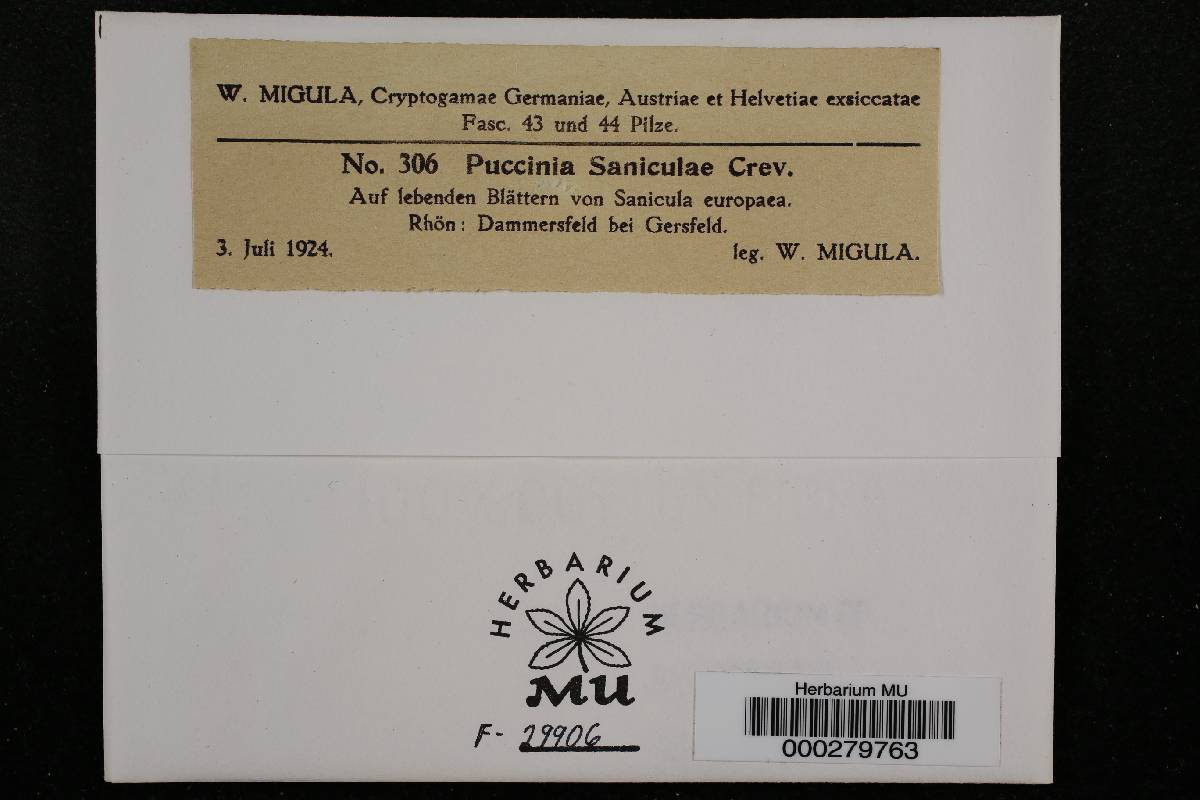 W. MIGULA, Cryptogamae Germaniae, Austriae et Helvetiae exsiccatae
Fasc. 43 und 44 Pilze.
No. 306 Puccinia Saniculae Crev.
Auf lebenden Blättern von Sanicula europaea.
Rhön: Dammersfeld bei Gersfeld.
3. Juli 1924. leg. W. MIGULA.
HERBARIUM
MU
F- 29906
Herbarium MU
000279763